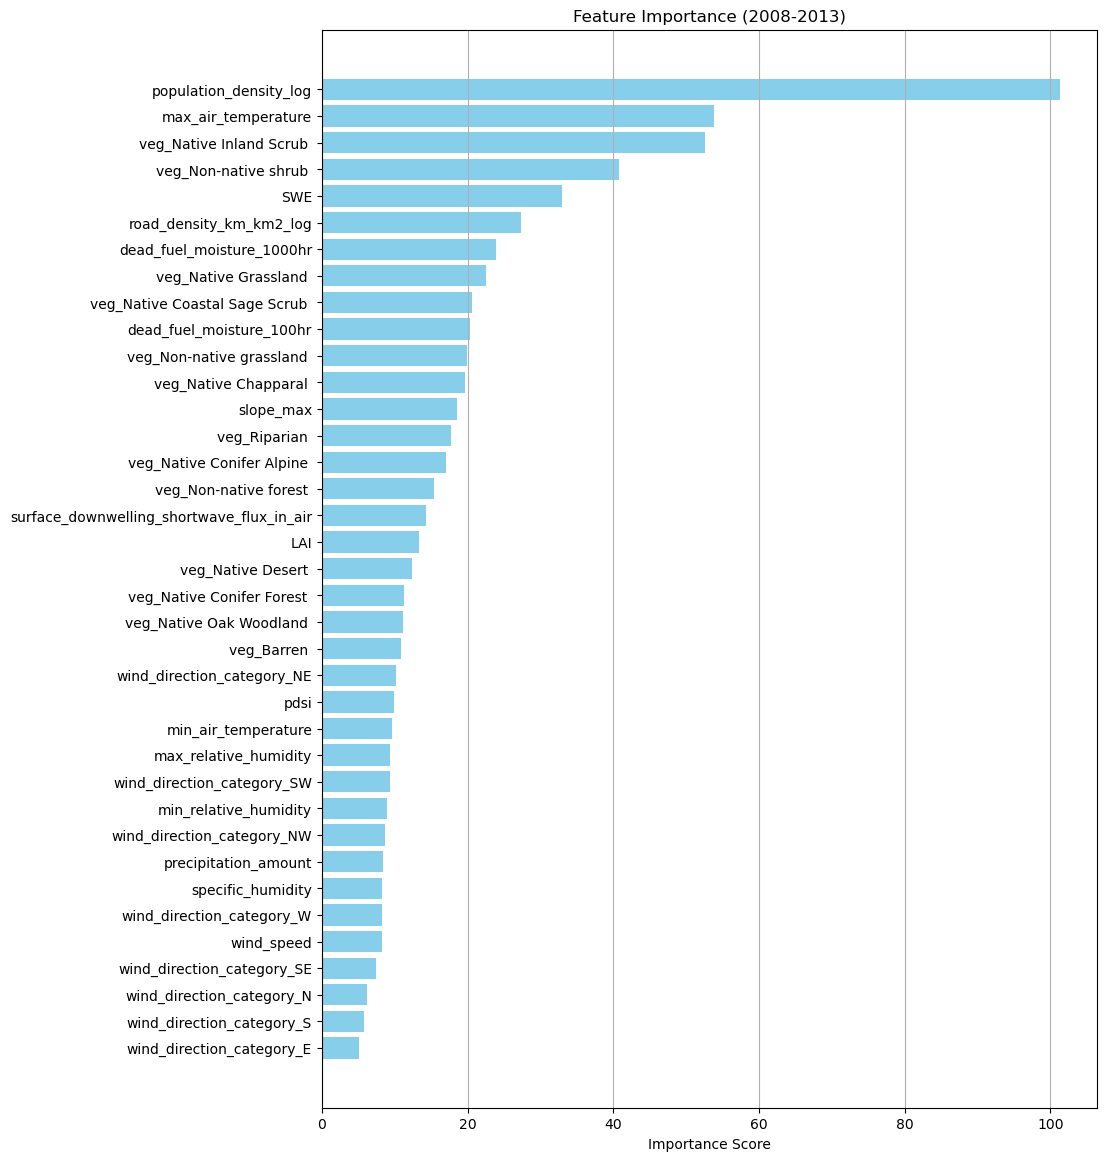 Feature Importance (2008-2013)
population_density_log
max_air_temperature
veg_Native Inland Scrub
veg_Non-native shrub
SWE
road_density_km_km2_log
dead_fuel_moisture_1000hr
veg_Native Grassland
veg_Native Coastal Sage Scrub
dead_fuel_moisture_100hr
veg_Non-native grassland
veg_Native Chapparal
slope_max
veg_Riparian
veg_Native Conifer Alpine
veg_Non-native forest
surface_downwelling_shortwave_flux_in_air
LAI
veg_Native Desert
veg_Native Conifer Forest
veg_Native Oak Woodland
veg_Barren
wind_direction_category_NE
pdsi
min_air_temperature
max_relative_humidity
wind_direction_category_SW
min_relative_humidity
wind_direction_category_NW
precipitation_amount
specific_humidity
wind_direction_category_W
wind_speed
wind_direction_category_SE
wind_direction_category_N
wind_direction_category_S
wind_direction_category_E
0 20 40 60 80 100
Importance Score